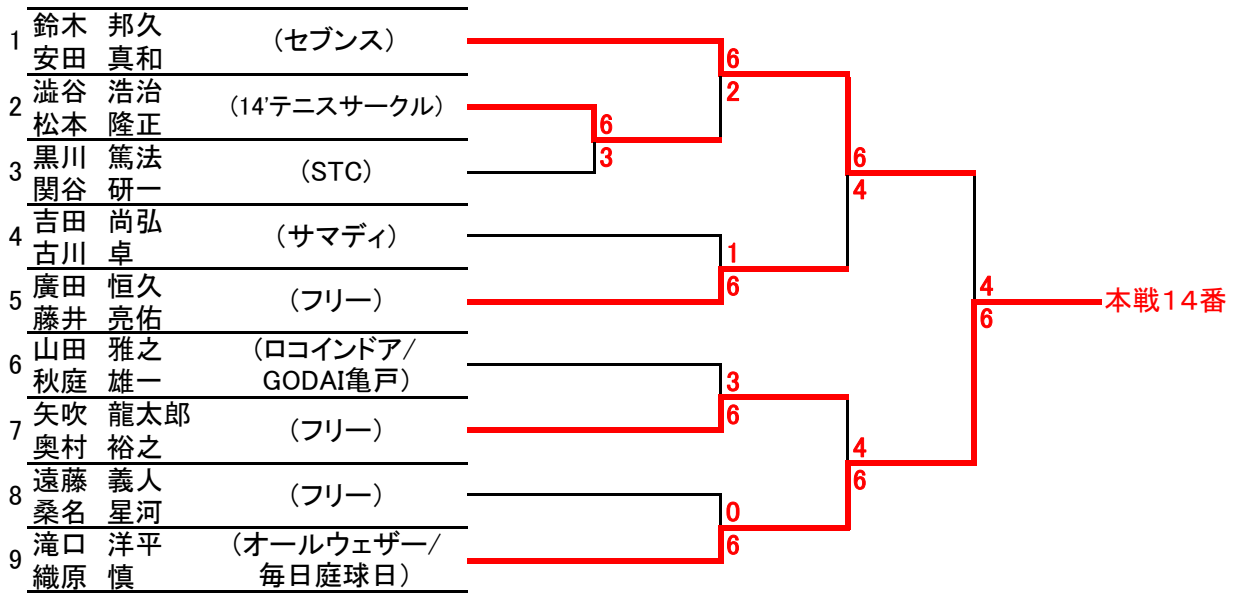 1 鈴木 邦久 (セブンス)
安田 真和
2 澁谷 浩治 (14'テニスサークル)
松本 隆正
3 黒川 篤法 (STC)
関谷 研一
4 吉田 尚弘 (サマディ)
古川 卓
5 廣田 恒久 (フリー)
藤井 亮佑
6 山田 雅之 (ロコインドア/
秋庭 雄一 GODAI亀戸)
7 矢吹 龍太郎 (フリー)
奥村 裕之
8 遠藤 義人 (フリー)
桑名 星河
9 滝口 洋平 (オールウェザー/
織原 慎 毎日庭球日)
6
2
6
3
1
6
3
6
0
6
6
4
4
6
4
6
本戦14番